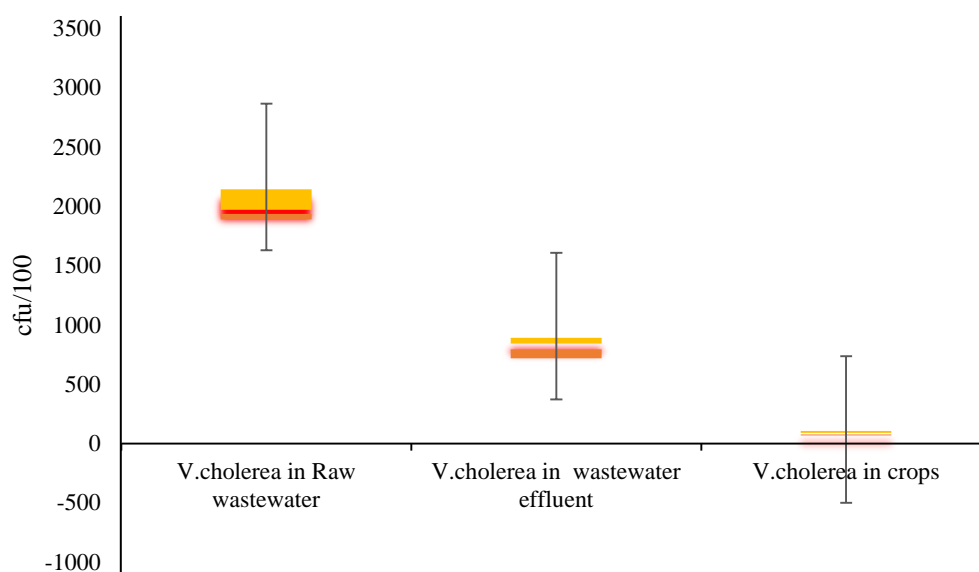 3500
3000
2500
2000
1500
1000
500
0
-500
-1000
cfu/100
V.cholerea in Raw
wastewater
V.cholerea in wastewater
effluent
V.cholerea in crops